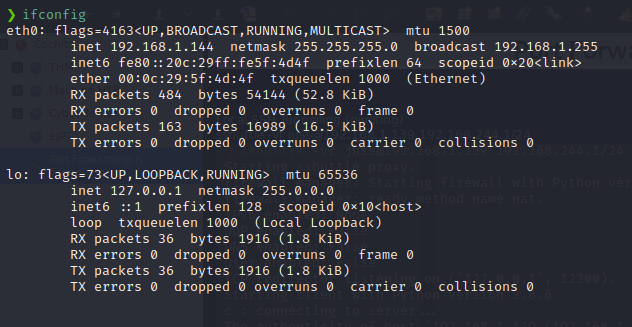 ❯ ifconfig
eth0: flags=4163<UP,BROADCAST,RUNNING,MULTICAST>  mtu 1500
        inet 192.168.1.144  netmask 255.255.255.0  broadcast 192.168.1.255
        inet6 fe80::20c:29ff:fe5f:4d4f  prefixlen 64  scopeid 0×20<link>
        ether 00:0c:29:5f:4d:4f  txqueuelen 1000  (Ethernet)
        RX packets 484  bytes 54144 (52.8 KiB)
        RX errors 0  dropped 0  overruns 0  frame 0
        TX packets 163  bytes 16989 (16.5 KiB)
        TX errors 0  dropped 0 overruns 0  carrier 0  collisions 0

lo: flags=73<UP,LOOPBACK,RUNNING>  mtu 65536
        inet 127.0.0.1  netmask 255.0.0.0
        inet6 ::1  prefixlen 128  scopeid 0×10<host>
        loop  txqueuelen 1000  (Local Loopback)
        RX packets 36  bytes 1916 (1.8 KiB)
        RX errors 0  dropped 0  overruns 0  frame 0
        TX packets 36  bytes 1916 (1.8 KiB)
        TX errors 0  dropped 0 overruns 0  carrier 0  collisions 0